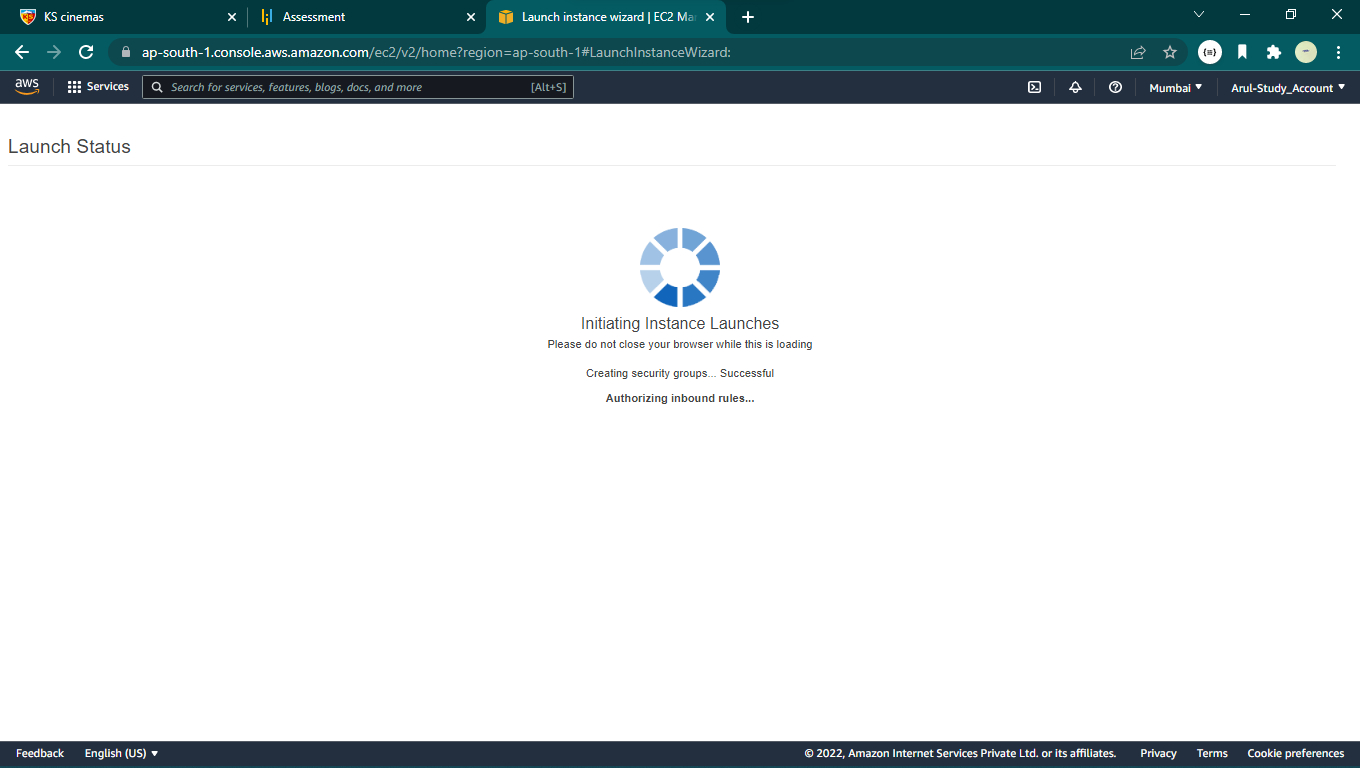 KS cinemas
Assessment
Launch instance wizard | EC2 Ma
ap-south-1.console.aws.amazon.com/ec2/v2/home?region=ap-south-1#LaunchInstanceWizard:
aws
Services
Search for services, features, blogs, docs, and more
[Alt+S]
Mumbai
Arul-Study_Account
Launch Status
Initiating Instance Launches
Please do not close your browser while this is loading
Creating security groups... Successful
Authorizing inbound rules...
Feedback
English (US)
© 2022, Amazon Internet Services Private Ltd. or its affiliates.
Privacy
Terms
Cookie preferences